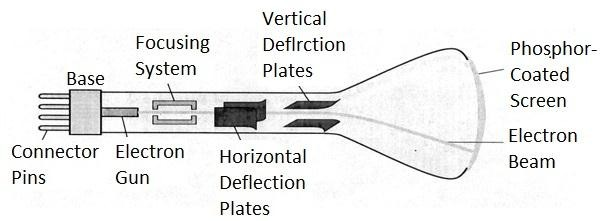 Vertical
Deflrction
Plates
Focusing
System
Phosphor-
Coated
Screen
Base
Electron
Beam
Connector
Pins
Electron
Gun
Horizontal
Deflection
Plates